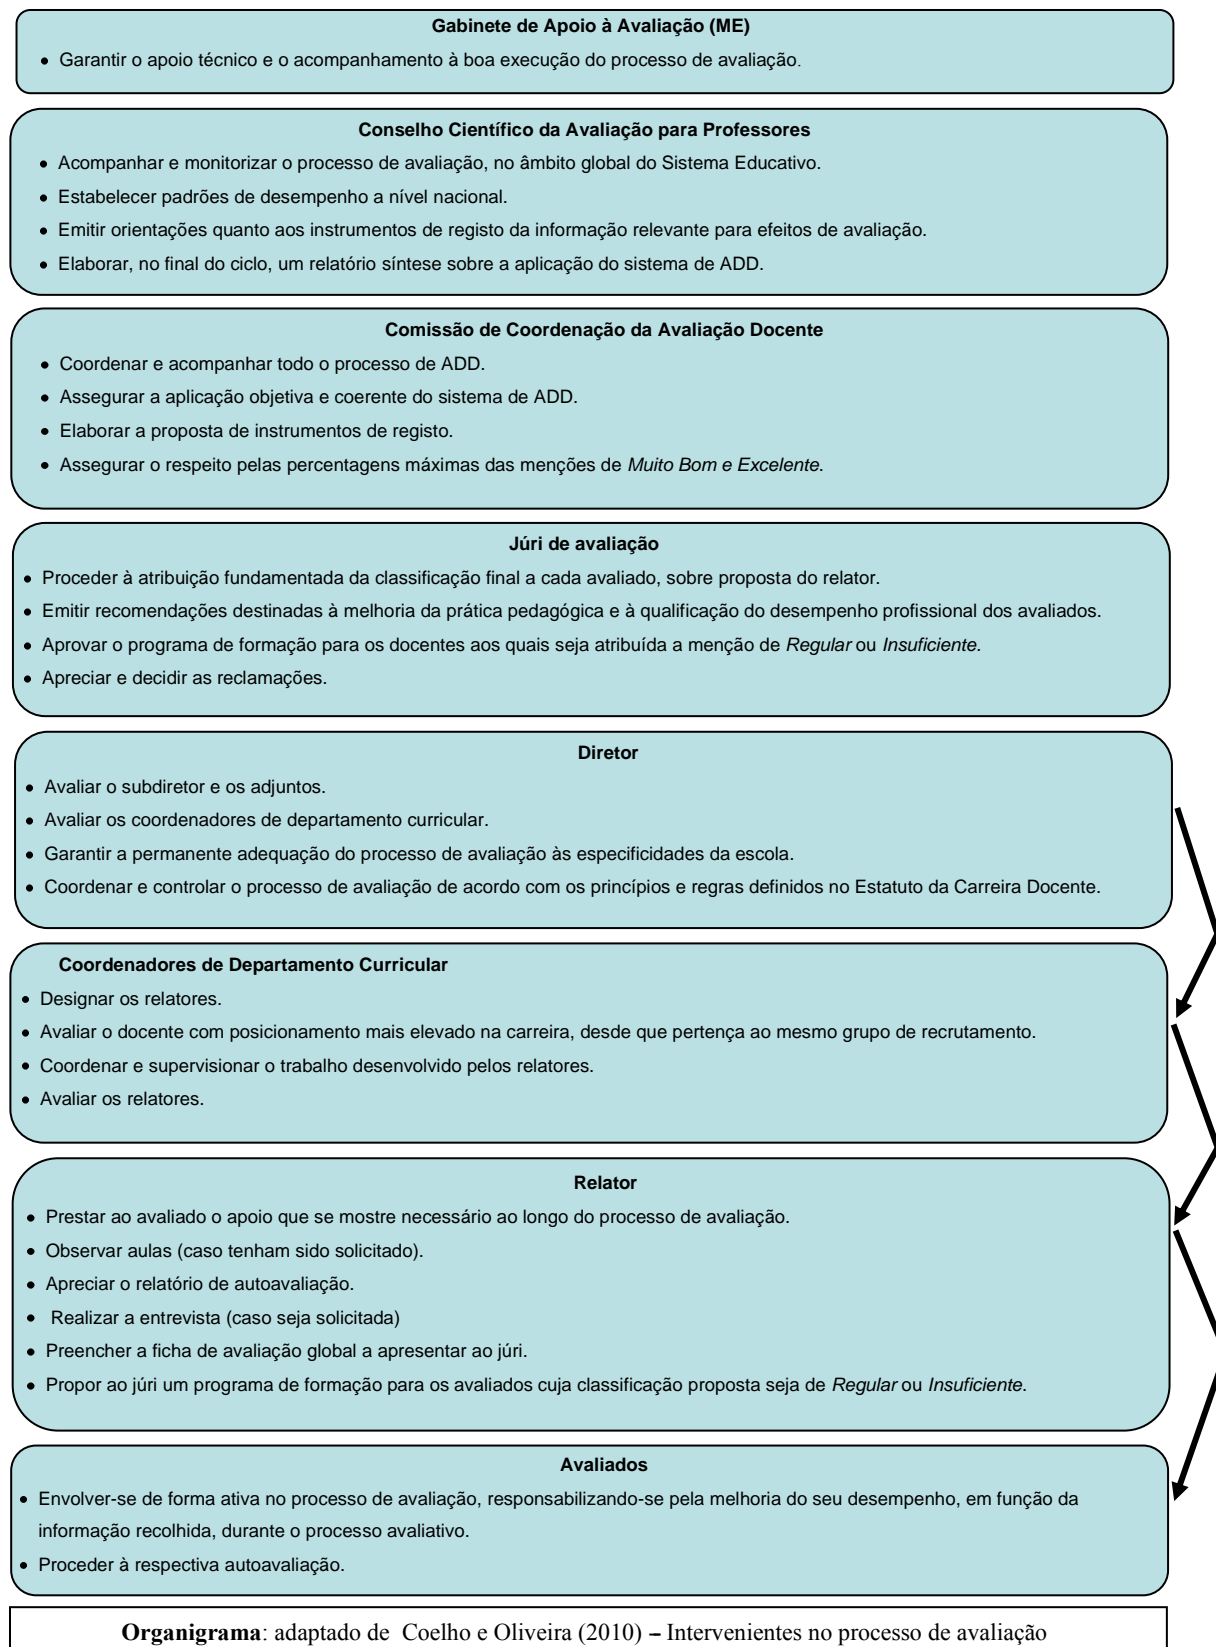 Gabinete de Apoio à Avaliação (ME)
• Garantir o apoio técnico e o acompanhamento à boa execução do processo de avaliação.
Conselho Científico da Avaliação para Professores
• Acompanhar e monitorizar o processo de avaliação, no âmbito global do Sistema Educativo.
• Estabelecer padrões de desempenho a nível nacional.
• Emitir orientações quanto aos instrumentos de registo da informação relevante para efeitos de avaliação.
• Elaborar, no final do ciclo, um relatório síntese sobre a aplicação do sistema de ADD.
Comissão de Coordenação da Avaliação Docente
• Coordenar e acompanhar todo o processo de ADD.
• Assegurar a aplicação objetiva e coerente do sistema de ADD.
• Elaborar a proposta de instrumentos de registo.
• Assegurar o respeito pelas percentagens máximas das menções de Muito Bom e Excelente.
Júri de avaliação
• Proceder à atribuição fundamentada da classificação final a cada avaliado, sobre proposta do relator.
• Emitir recomendações destinadas à melhoria da prática pedagógica e à qualificação do desempenho profissional dos avaliados.
• Aprovar o programa de formação para os docentes aos quais seja atribuída a menção de Regular ou Insuficiente.
• Apreciar e decidir as reclamações.
Diretor
• Avaliar o subdiretor e os adjuntos.
• Avaliar os coordenadores de departamento curricular.
• Garantir a permanente adequação do processo de avaliação às especificidades da escola.
• Coordenar e controlar o processo de avaliação de acordo com os princípios e regras definidos no Estatuto da Carreira Docente.
Coordenadores de Departamento Curricular
• Designar os relatores.
• Avaliar o docente com posicionamento mais elevado na carreira, desde que pertença ao mesmo grupo de recrutamento.
• Coordenar e supervisionar o trabalho desenvolvido pelos relatores.
• Avaliar os relatores.
Relator
• Prestar ao avaliado o apoio que se mostre necessário ao longo do processo de avaliação.
• Observar aulas (caso tenham sido solicitado).
• Apreciar o relatório de autoavaliação.
• Realizar a entrevista (caso seja solicitada)
• Preencher a ficha de avaliação global a apresentar ao júri.
• Propor ao júri um programa de formação para os avaliados cuja classificação proposta seja de Regular ou Insuficiente.
Avaliados
• Envolver-se de forma ativa no processo de avaliação, responsabilizando-se pela melhoria do seu desempenho, em função da
informação recolhida, durante o processo avaliativo.
• Proceder à respectiva autoavaliação.
Organigrama: adaptado de Coelho e Oliveira (2010) – Intervenientes no processo de avaliação